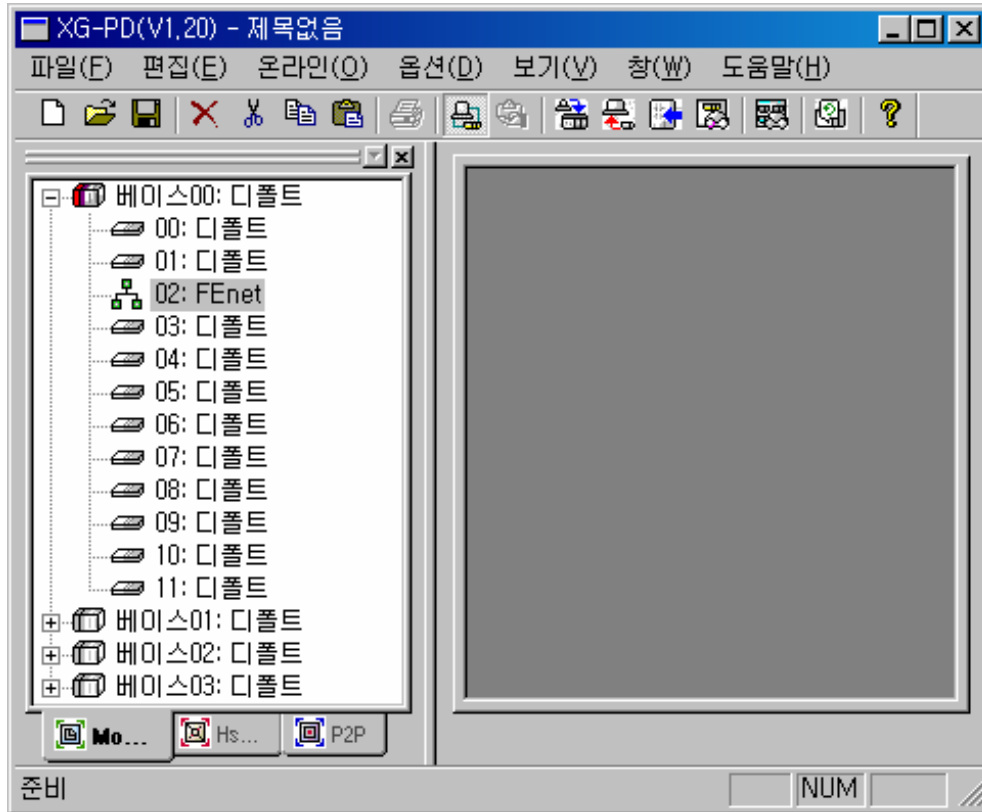 XG-PD(V1,20) - 제목없음
파일(F) 편집(E) 온라인(O) 옵션(D) 보기(V) 창(W) 도움말(H)
베이스00: 디폴트
00: 디폴트
01: 디폴트
02: FEnet
03: 디폴트
04: 디폴트
05: 디폴트
06: 디폴트
07: 디폴트
08: 디폴트
09: 디폴트
10: 디폴트
11: 디폴트
베이스01: 디폴트
베이스02: 디폴트
베이스03: 디폴트
Mo... Hs... P2P
준비 NUM